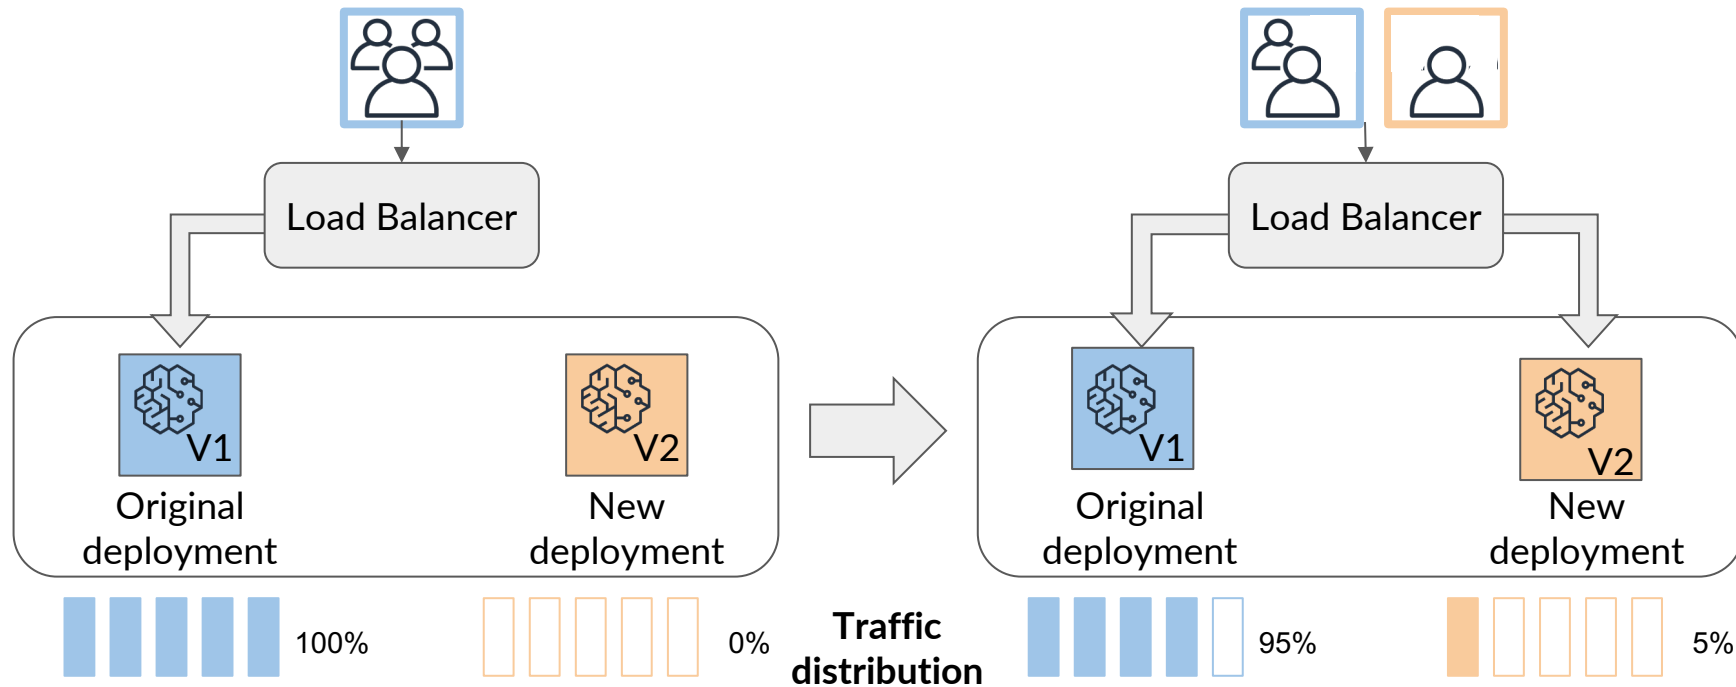 Load Balancer
V1
Original
deployment
V2
New
deployment
100%
0%
Traffic
distribution
Load Balancer
V1
Original
deployment
V2
New
deployment
95%
5%